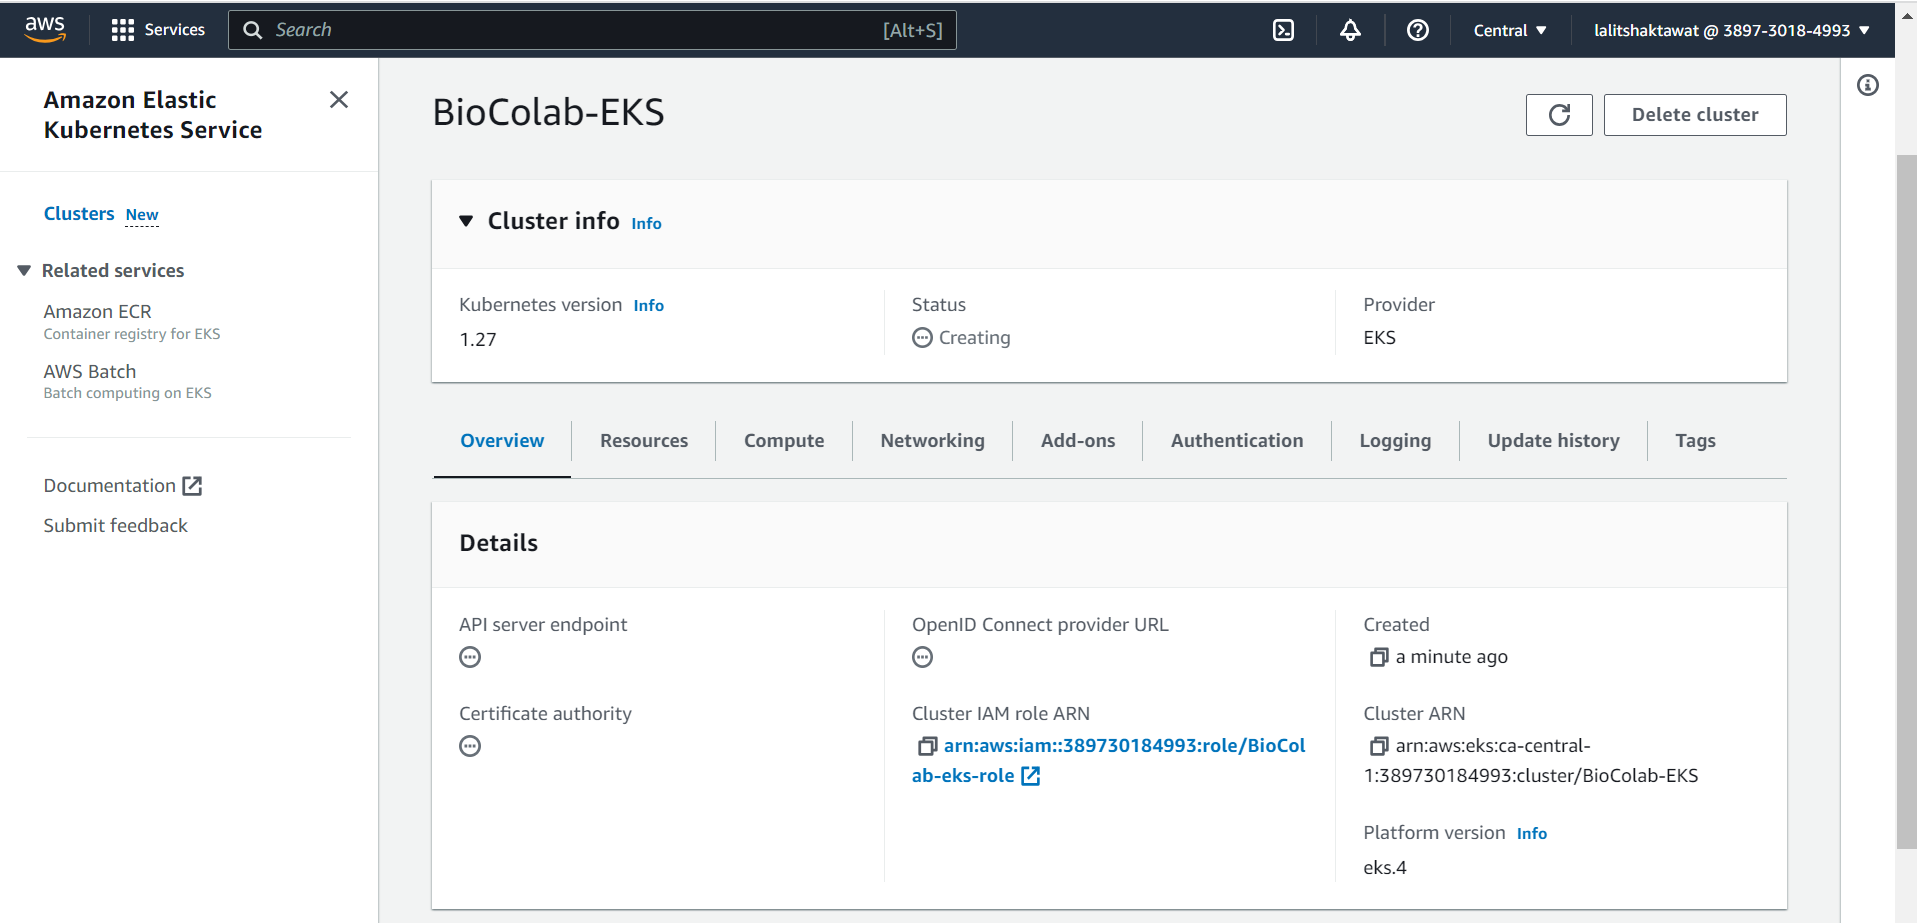 aws
Services
Search
[Alt+S]
Central
lalitshaktawat @ 3897-3018-4993
Amazon Elastic
Kubernetes Service
Clusters New
Related services
Amazon ECR
Container registry for EKS
AWS Batch
Batch computing on EKS
Documentation
Submit feedback
BioColab-EKS
Delete cluster
Cluster info Info
Kubernetes version Info
1.27
Status
Creating
Provider
EKS
Overview
Resources
Compute
Networking
Add-ons
Authentication
Logging
Update history
Tags
Details
API server endpoint
Certificate authority
OpenID Connect provider URL
Cluster IAM role ARN
arn:aws:iam::389730184993:role/BioCol
ab-eks-role
Created
a minute ago
Cluster ARN
arn:aws:eks:ca-central-
1:389730184993:cluster/BioColab-EKS
Platform version Info
eks.4